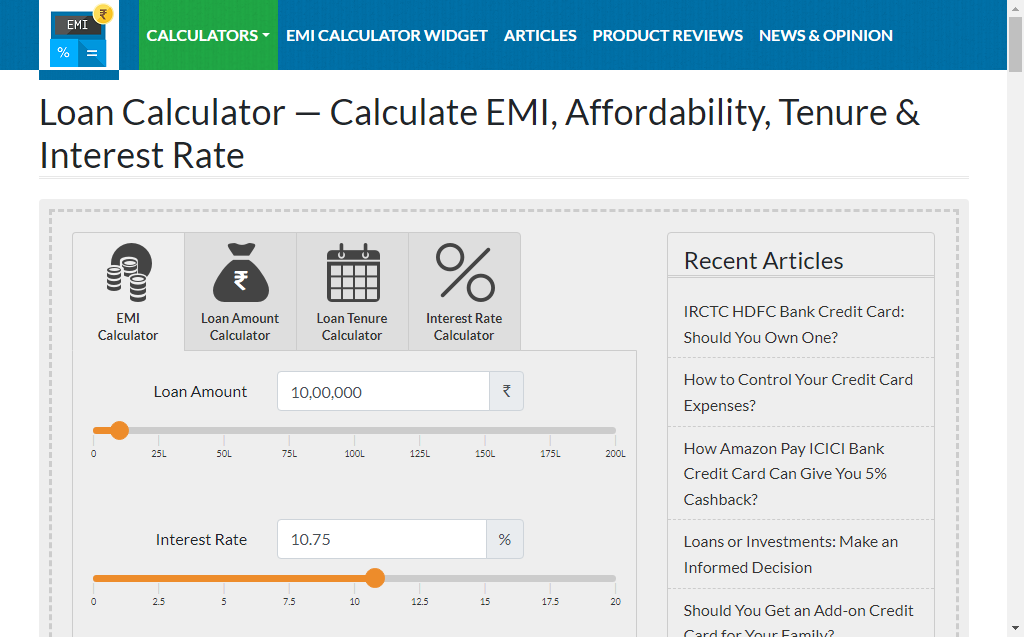 EMI ₹
% =
CALCULATORS
EMI CALCULATOR WIDGET
ARTICLES
PRODUCT REVIEWS
NEWS & OPINION
Loan Calculator — Calculate EMI, Affordability, Tenure &
Interest Rate
EMI
Calculator
₹
Loan Amount
Calculator
Loan Tenure
Calculator
Interest Rate
Calculator
Loan Amount
10,00,000
₹
0 25L 50L 75L 100L 125L 150L 175L 200L
Interest Rate
10.75
%
0 2.5 5 7.5 10 12.5 15 17.5 20
Recent Articles
IRCTC HDFC Bank Credit Card:
Should You Own One?
How to Control Your Credit Card
Expenses?
How Amazon Pay ICICI Bank
Credit Card Can Give You 5%
Cashback?
Loans or Investments: Make an
Informed Decision
Should You Get an Add-on Credit
Card for Your Family?